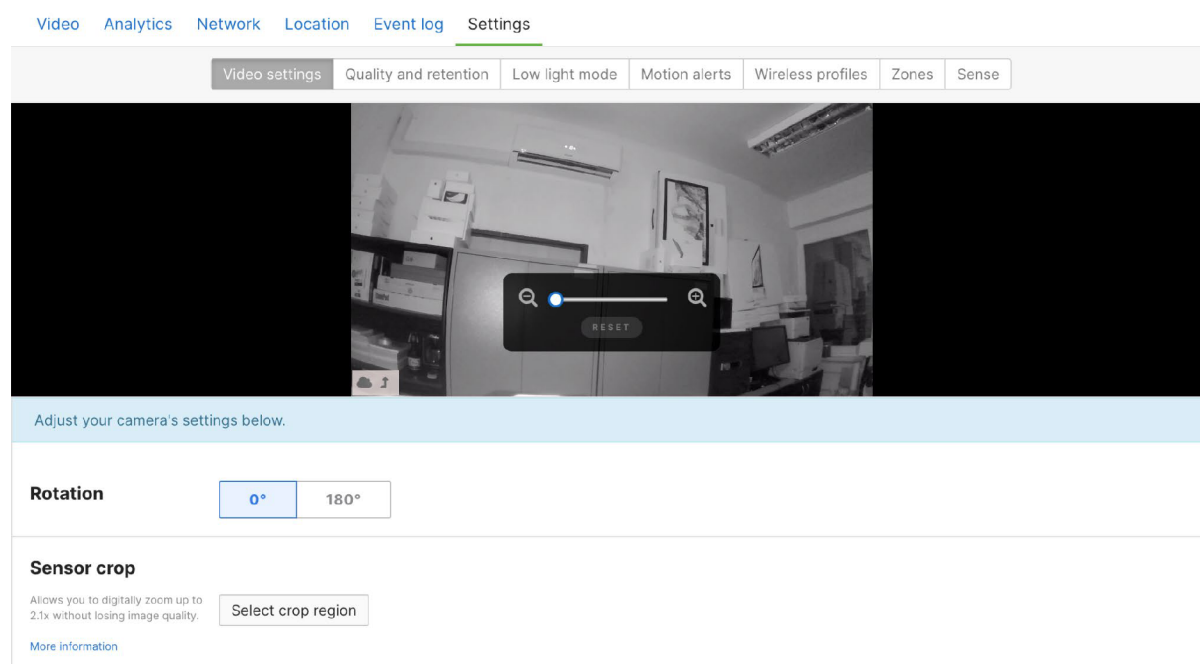 Video Analytics Network Location Event log Settings
Video settings Quality and retention Low light mode Motion alerts Wireless profiles Zones Sense
RESET
Adjust your camera's settings below.
Rotation
0° 180°
Sensor crop
Allows you to digitally zoom up to
2.1x without losing image quality.
Select crop region
More information